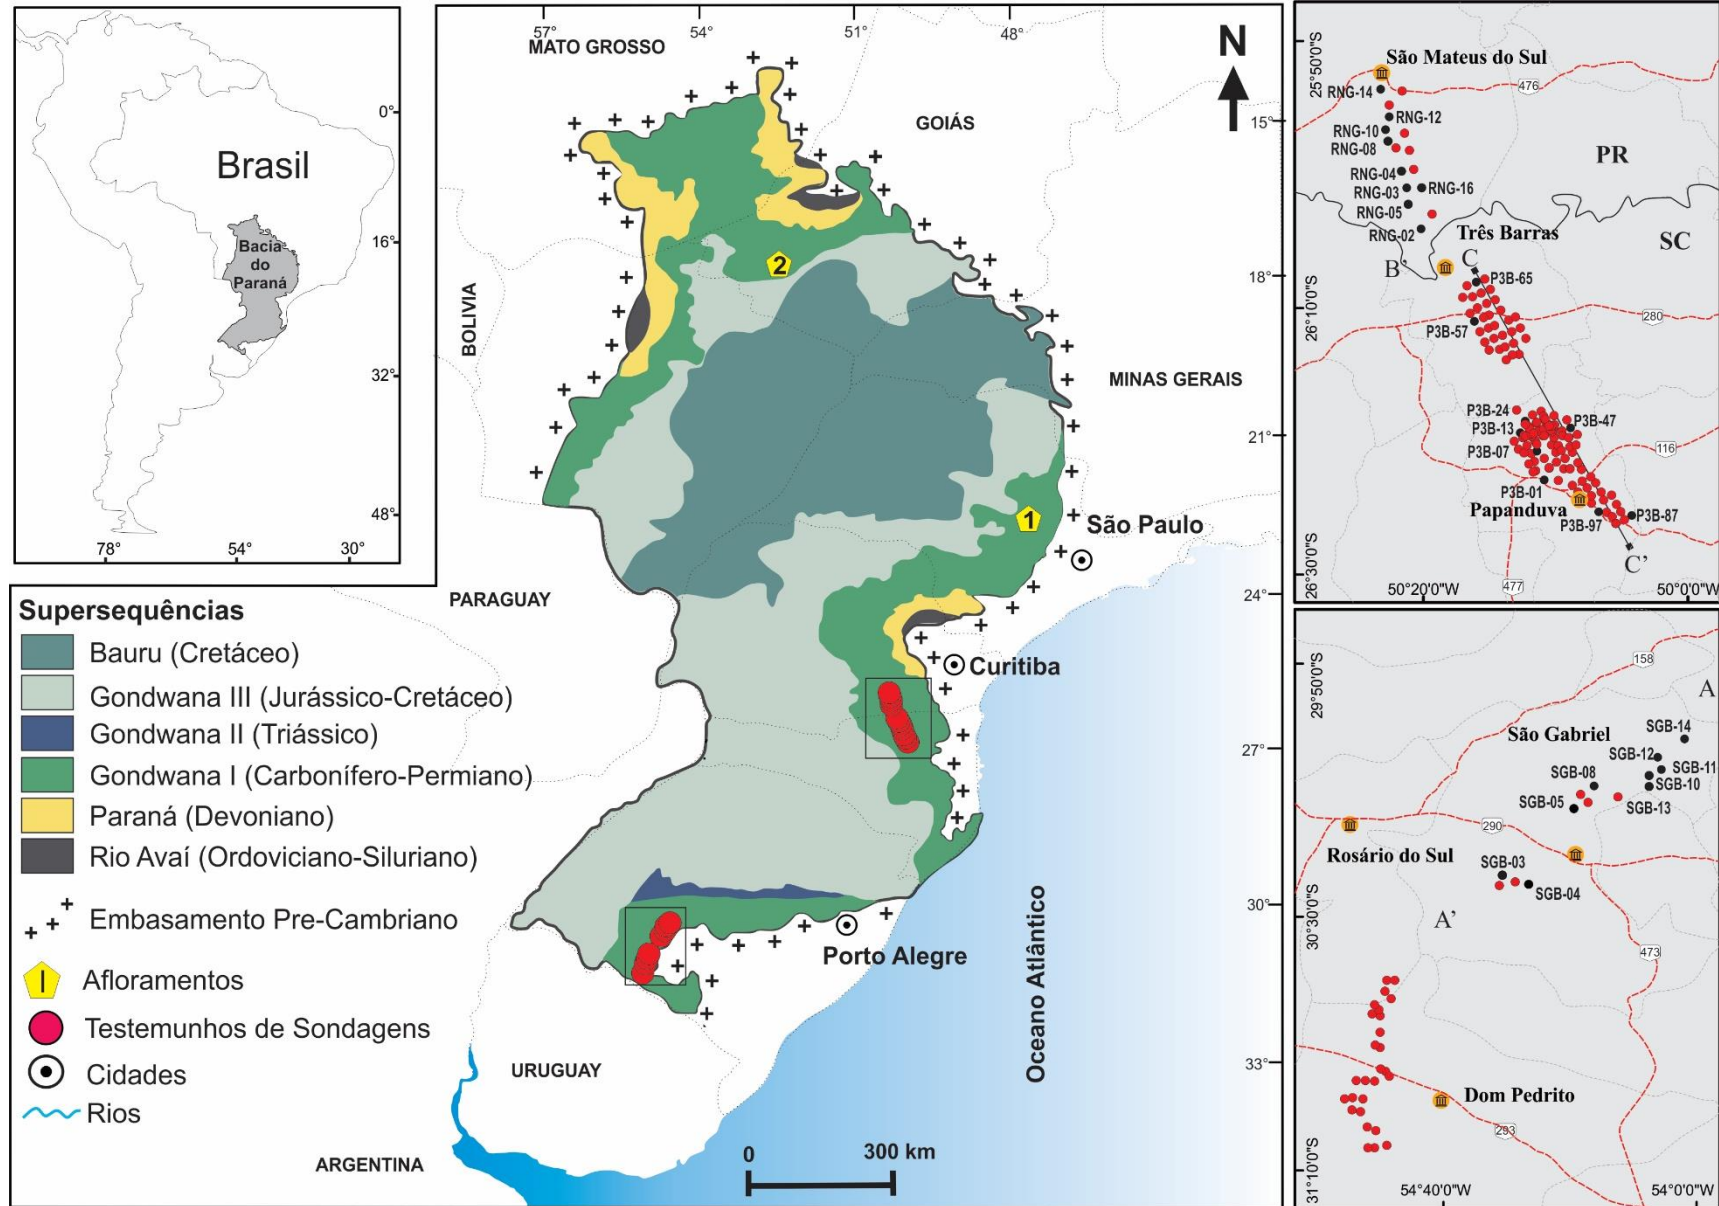 Brasil
Bacia
do
Paraná
0°
16°
32°
48°
78°
54°
30°
57°
54°
51°
48°
MATO GROSSO
GOIÁS
N
15°
18°
21°
24°
27°
30°
33°
BOLIVIA
MINAS GERAIS
2
1
São Paulo
PARAGUAY
Curitiba
Porto Alegre
Oceano Atlântico
URUGUAY
ARGENTINA
0
300 km
Supersequências
Bauru (Cretáceo)
Gondwana III (Jurássico-Cretáceo)
Gondwana II (Triássico)
Gondwana I (Carbonífero-Permiano)
Paraná (Devoniano)
Rio Avaí (Ordoviciano-Siluriano)
Embasamento Pre-Cambriano
I
Afloramentos
Testemunhos de Sondagens
Cidades
Rios
25°50'0"S
26°10'0"S
26°30'0"S
50°20'0"W
50°0'0"W
São Mateus do Sul
476
RNG-14
RNG-12
RNG-10
RNG-08
RNG-04
RNG-03
RNG-16
RNG-05
RNG-02
PR
SC
Três Barras
B'
C
P3B-65
P3B-57
280
P3B-24
P3B-47
P3B-13
P3B-07
116
P3B-01
Papanduva
P3B-97
P3B-87
C'
477
29°50'0"S
30°30'0"S
31°10'0"S
54°40'0"W
54°0'0"W
158
A
São Gabriel
SGB-14
SGB-12
SGB-11
SGB-08
SGB-10
SGB-05
SGB-13
290
Rosário do Sul
SGB-03
SGB-04
A'
473
Dom Pedrito
293